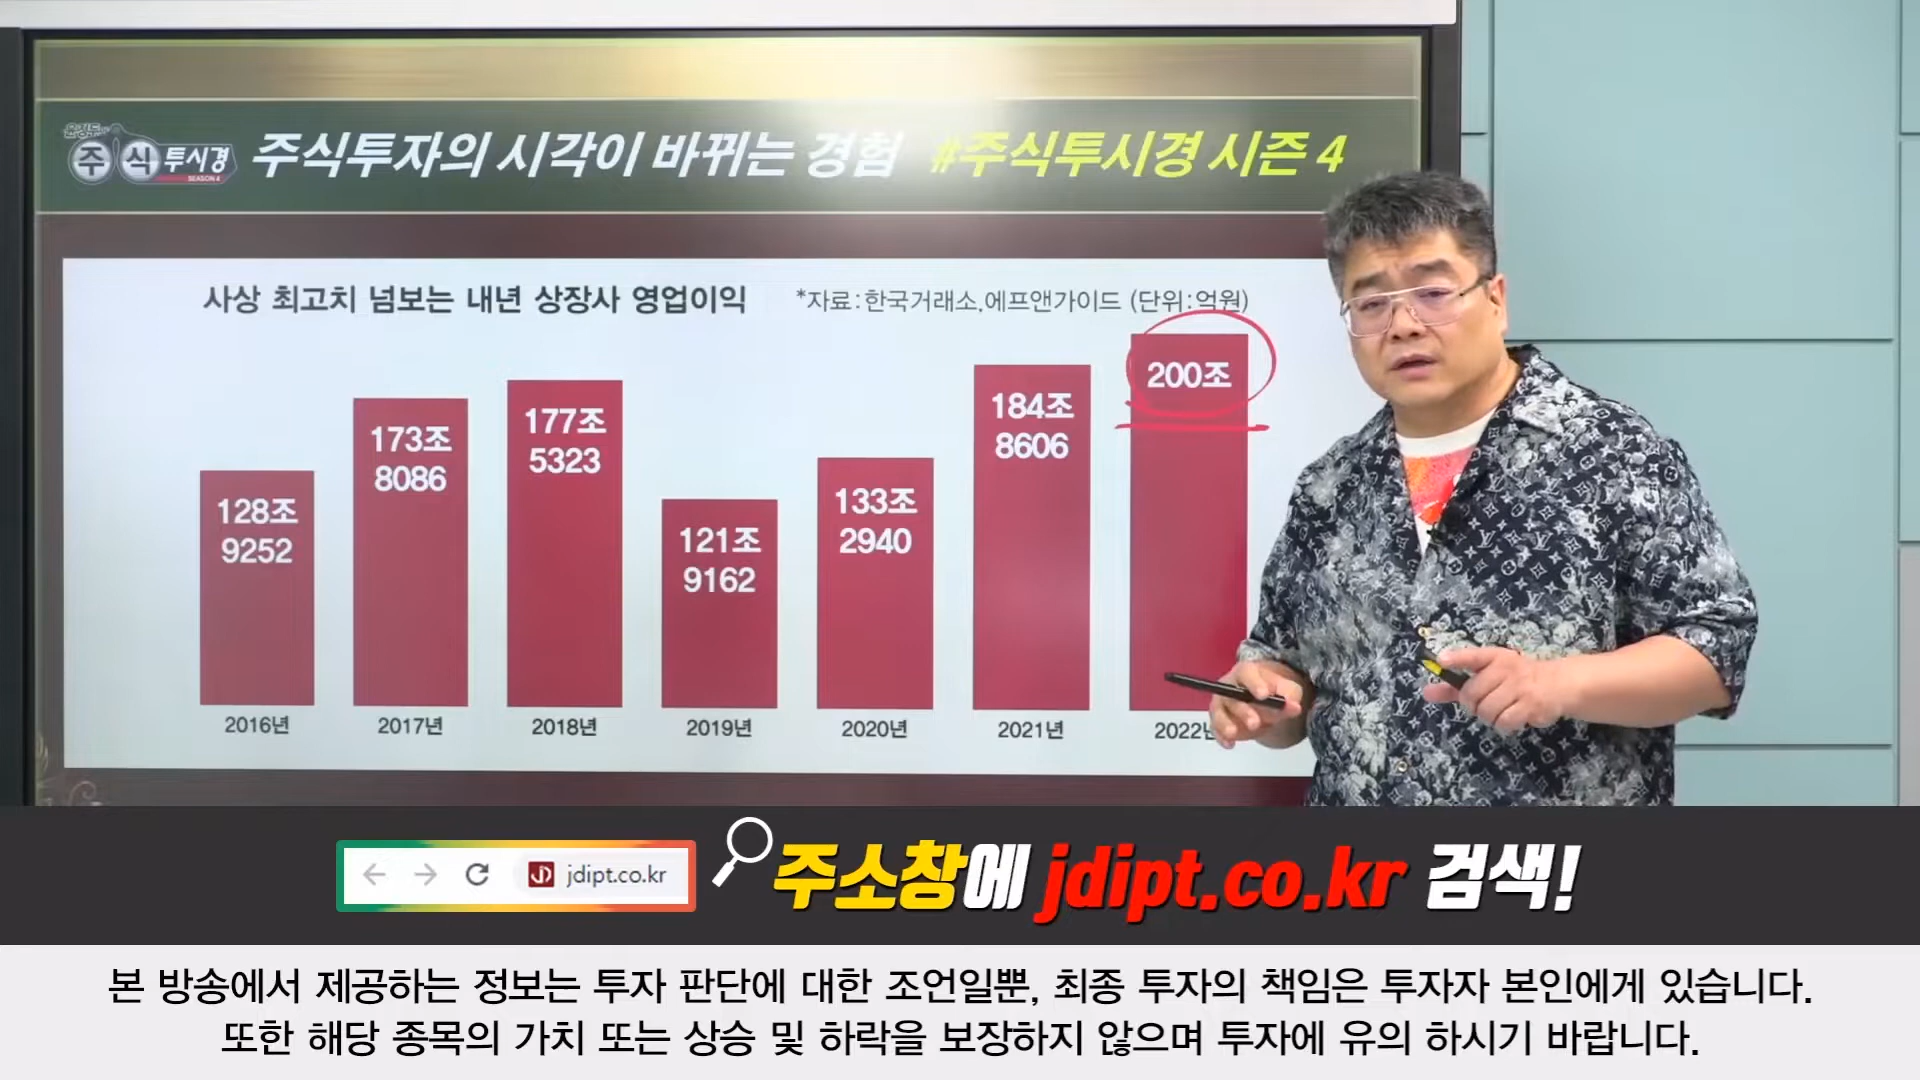 윤정두의
주식투시경
SEASON 4
주식투자의 시각이 바뀌는 경험 #주식투시경 시즌 4
사상 최고치 넘보는 내년 상장사 영업이익 *자료:한국거래소,에프앤가이드 (단위:억원)
128조
9252
173조
8086
177조
5323
121조
9162
133조
2940
184조
8606
200조
2016년 2017년 2018년 2019년 2020년 2021년 2022년
jdipt.co.kr
주소창에 jdipt.co.kr 검색!
본 방송에서 제공하는 정보는 투자 판단에 대한 조언일뿐, 최종 투자의 책임은 투자자 본인에게 있습니다.
또한 해당 종목의 가치 또는 상승 및 하락을 보장하지 않으며 투자에 유의 하시기 바랍니다.